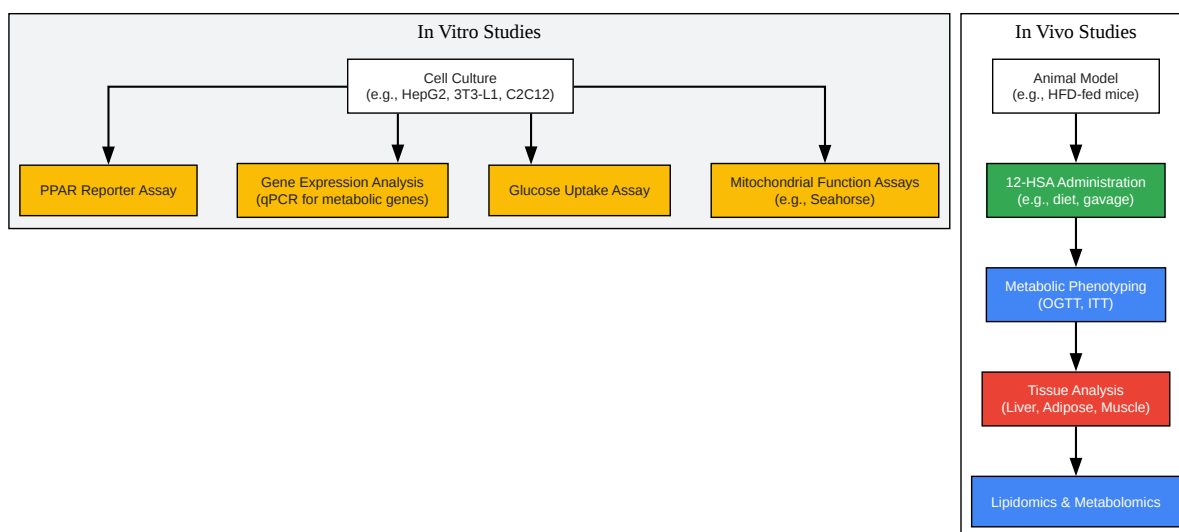 In Vitro Studies
Cell Culture
(e.g., HepG2, 3T3-L1, C2C12)
PPAR Reporter Assay
Gene Expression Analysis
(qPCR for metabolic genes)
Glucose Uptake Assay
Mitochondrial Function Assays
(e.g., Seahorse)
In Vivo Studies
Animal Model
(e.g., HFD-fed mice)
12-HSA Administration
(e.g., diet, gavage)
Metabolic Phenotyping
(OGTT, ITT)
Tissue Analysis
(Liver, Adipose, Muscle)
Lipidomics & Metabolomics